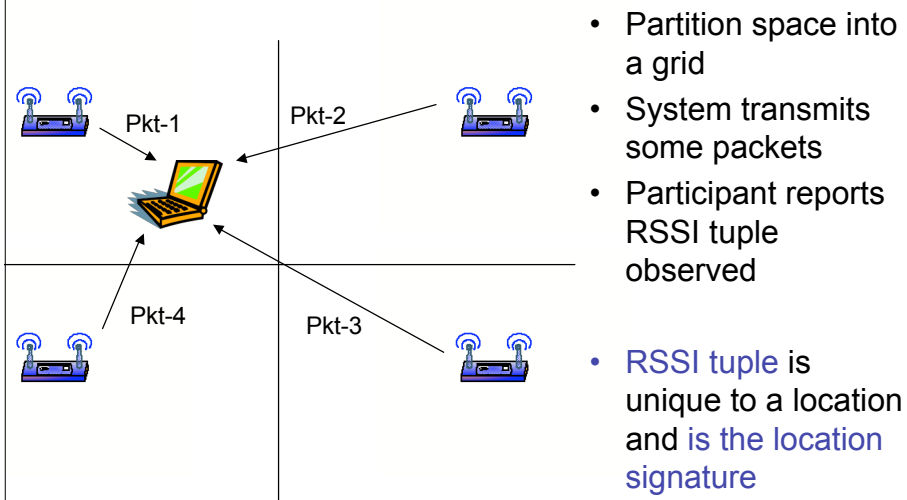 Pkt-1
Pkt-2
Pkt-4
Pkt-3
• Partition space into
a grid
• System transmits
some packets
• Participant reports
RSSI tuple
observed
• RSSI tuple is
unique to a location
and is the location
signature